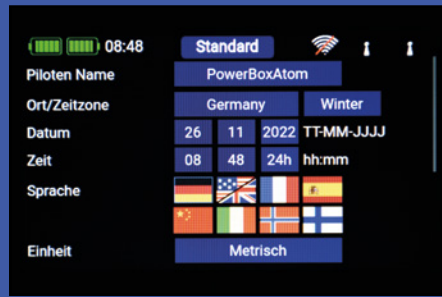 08:48 Standard
Piloten Name PowerBoxAtom
Ort/Zeitzone Germany Winter
Datum 26 11 2022 TT-MM-JJJJ
Zeit 08 48 24h hh:mm
Sprache
Einheit Metrisch